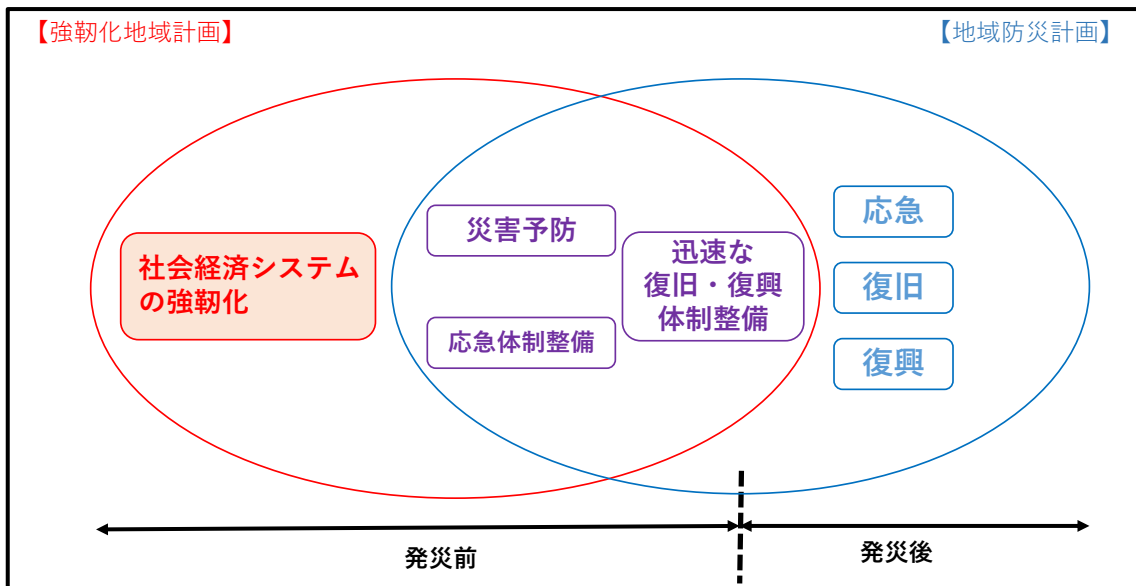 【強靭化地域計画】
【地域防災計画】
社会経済システム
の強靭化
災害予防
応急体制整備
迅速な
復旧・復興
体制整備
応急
復旧
復興
発災前
発災後